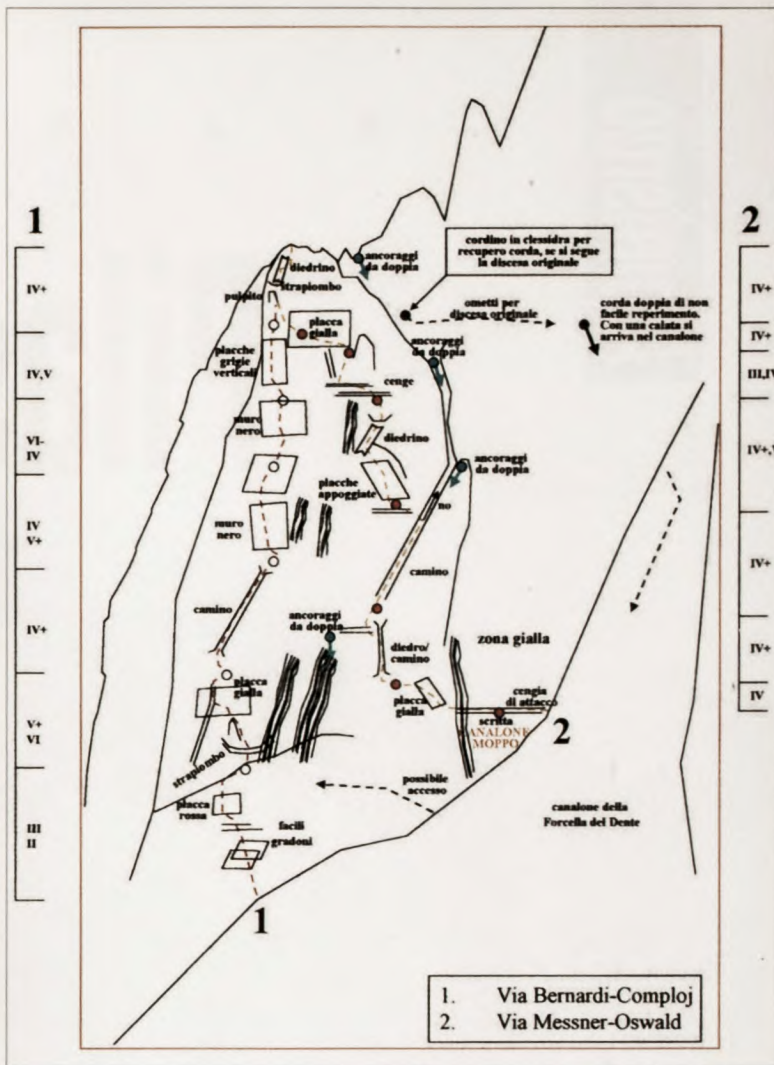 1
2
IV+
IV,V
VI-
IV
IV
V+
IV+
V+
VI
III
II
diedrino
strapiombo
pulpito
ancoraggi
da doppia
cordino in clessidra per
recupero corda, se si segue
la discesa originale
ometti per
discesa originale
corda doppia di non
facile reperimento.
Con una calata si
arriva nel canalone
placca
gialla
placche
grigie
verticali
ancoraggi
da doppia
cenge
muro
nero
diedrino
ancoraggi
da doppia
placche
appoggiate
no
muro
nero
camino
camino
ancoraggi
da doppia
zona gialla
diedro/
camino
placca
gialla
placca
gialla
cengia
di attacco
scritta
CANALONE
MOPPO
2
strapiombo
possibile
accesso
placca
rossa
facili
gradoni
canalone della
Forcella del Dente
1
IV+
IV+
IV+
IV+
IV
1. Via Bernardi-Comploj
2. Via Messner-Oswald